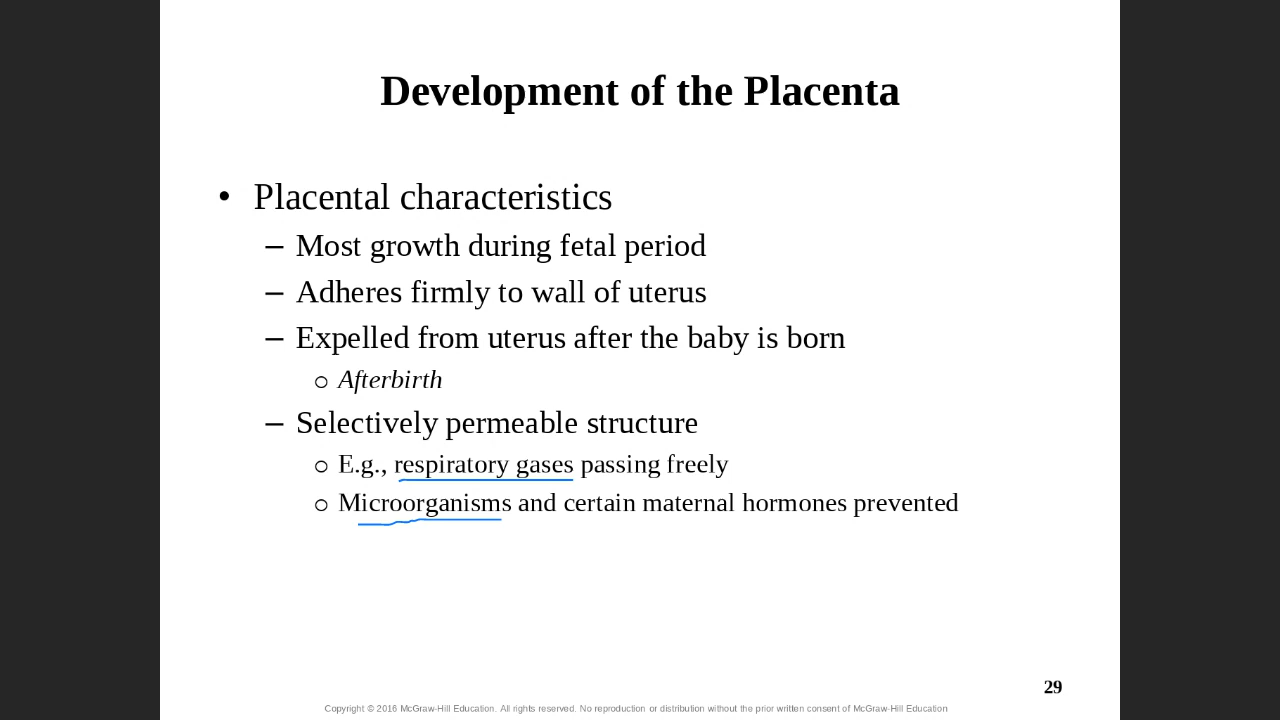 Development of the Placenta
• Placental characteristics
– Most growth during fetal period
– Adheres firmly to wall of uterus
– Expelled from uterus after the baby is born
○ Afterbirth
– Selectively permeable structure
○ E.g., respiratory gases passing freely
○ Microorganisms and certain maternal hormones prevented
29
Copyright © 2016 McGraw-Hill Education. All rights reserved. No reproduction or distribution without the prior written consent of McGraw-Hill Education